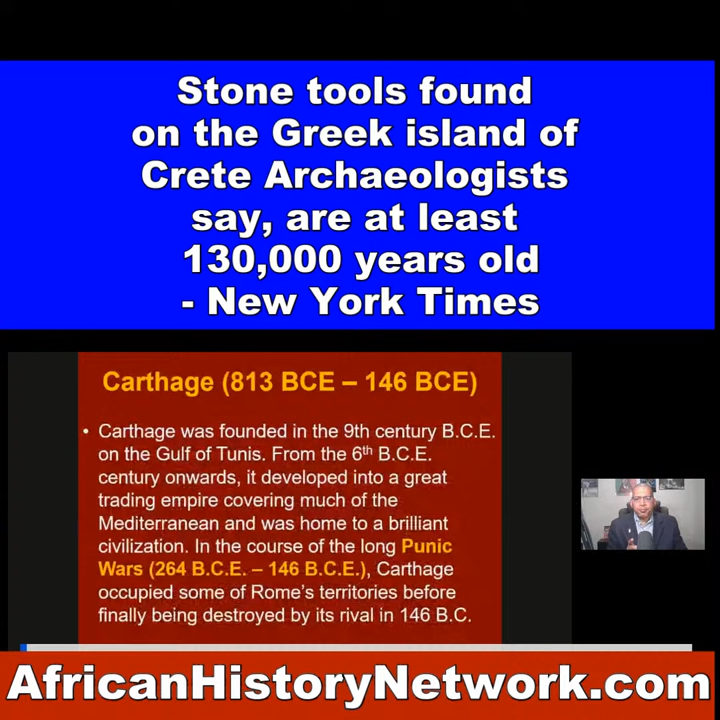 Stone tools found
on the Greek island of
Crete Archaeologists
say, are at least
130,000 years old
- New York Times
Carthage (813 BCE – 146 BCE)
• Carthage was founded in the 9th century B.C.E.
on the Gulf of Tunis. From the 6th B.C.E.
century onwards, it developed into a great
trading empire covering much of the
Mediterranean and was home to a brilliant
civilization. In the course of the long Punic
Wars (264 B.C.E. – 146 B.C.E.), Carthage
occupied some of Rome's territories before
finally being destroyed by its rival in 146 B.C.
AfricanHistoryNetwork.com